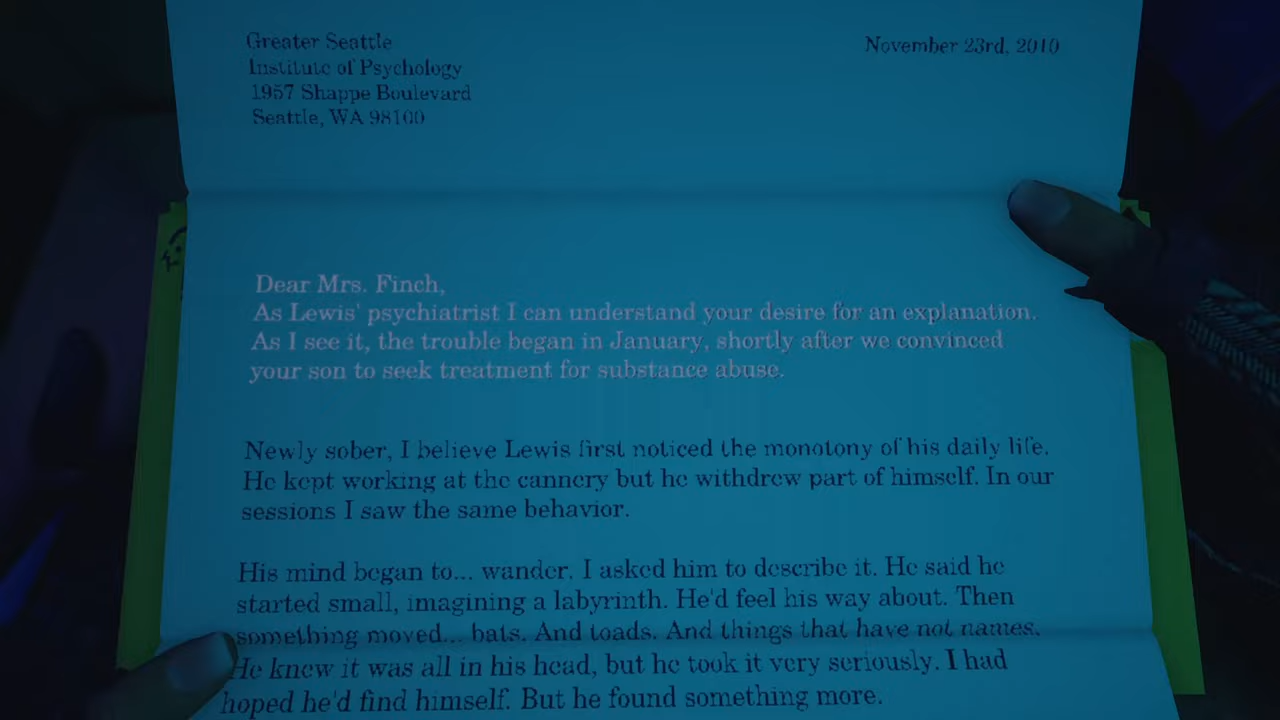 Greater Seattle
November 23rd, 2010
Institute of Psychology
1957 Shappe Boulevard
Seattle, WA 98100
Dear Mrs. Finch,
As Lewis' psychiatrist I can understand your desire for an explanation.
As I see it, the trouble began in January, shortly after we convinced
your son to seek treatment for substance abuse.
Newly sober, I believe Lewis first noticed the monotony of his daily life.
He kept working at the cannery but he withdrew part of himself. In our
sessions I saw the same behavior.
His mind began to... wander. I asked him to describe it. He said he
started small, imagining a labyrinth. He'd feel his way about. Then
something moved... bats. And toads. And things that have not names.
He knew it was all in his head, but he took it very seriously. I had
hoped he'd find himself. But he found something more.